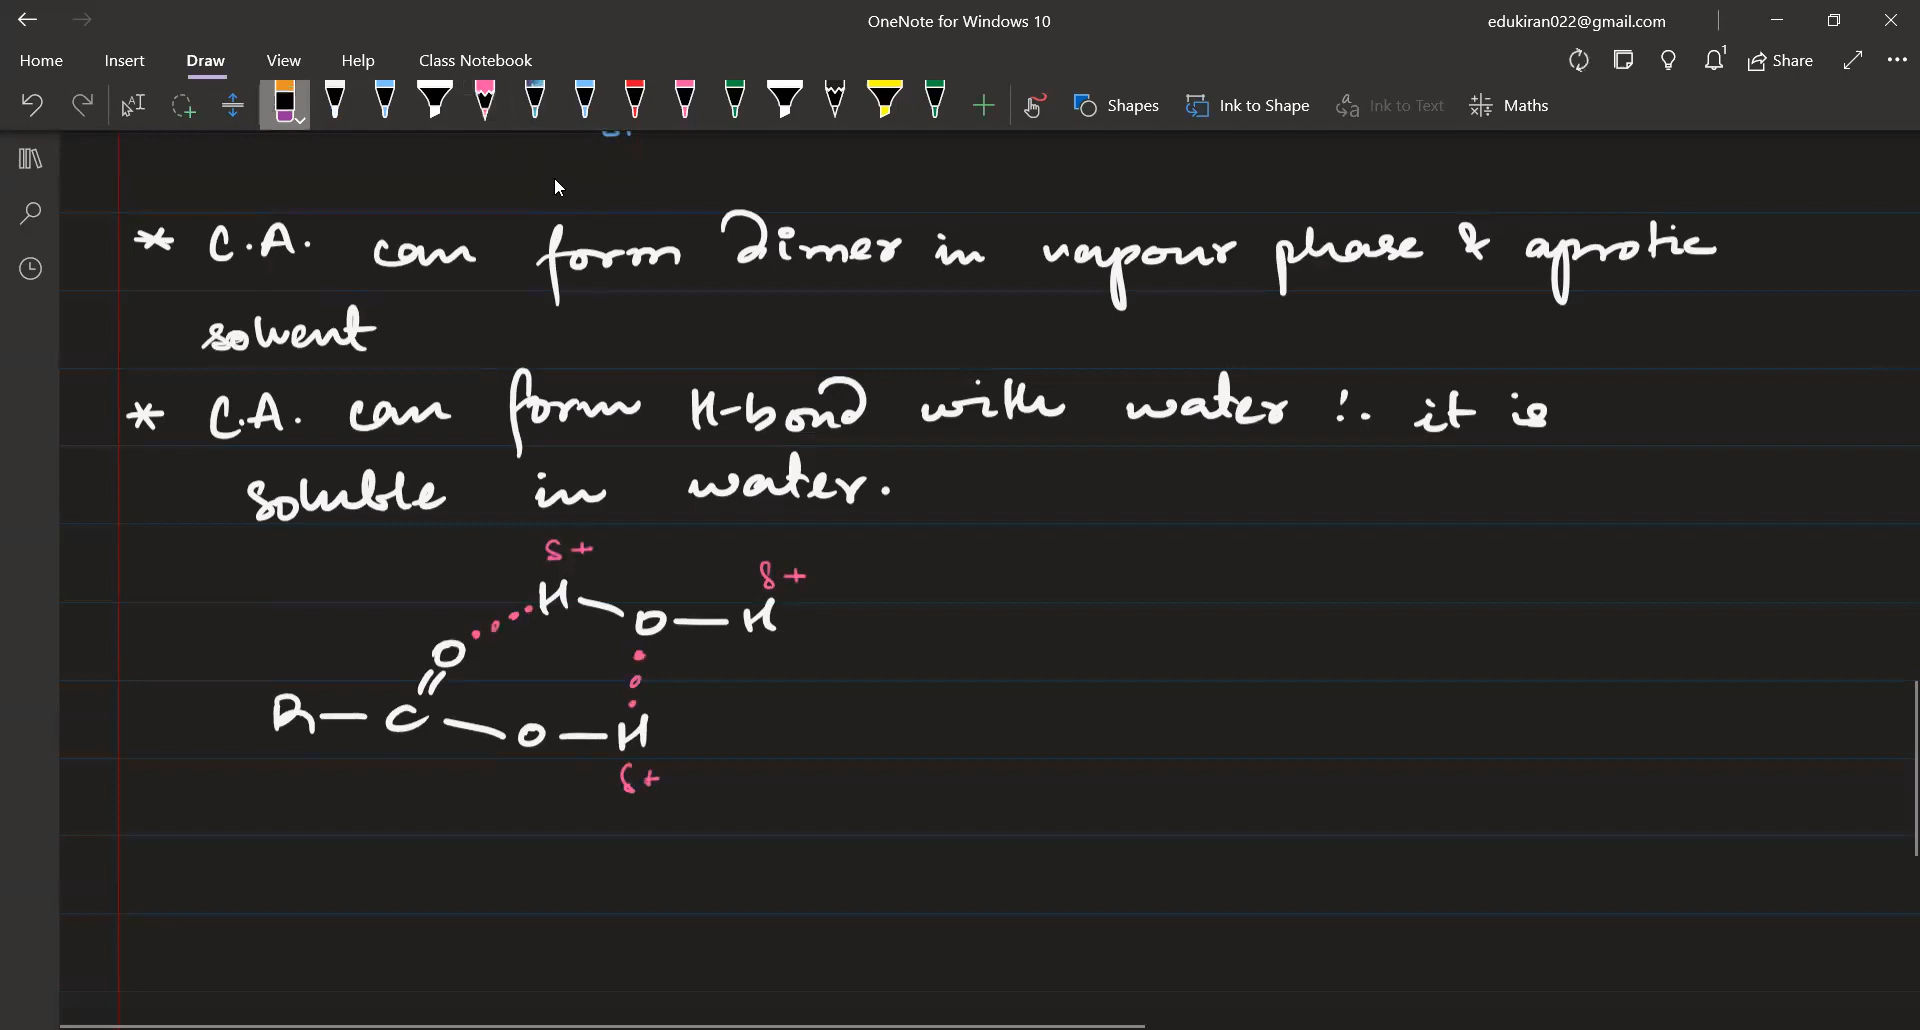 OneNote for Windows 10
edukiran022@gmail.com
Home Insert Draw View Help Class Notebook
1
Share
Shapes Ink to Shape Ink to Text Maths
* C.A. can form dimer in vapour phase & aprotic
solvent
* C.A. can form H-bond with water ∴ it is
soluble in water.
δ+
δ+
H — O — H
O
R — C — O — H
δ+